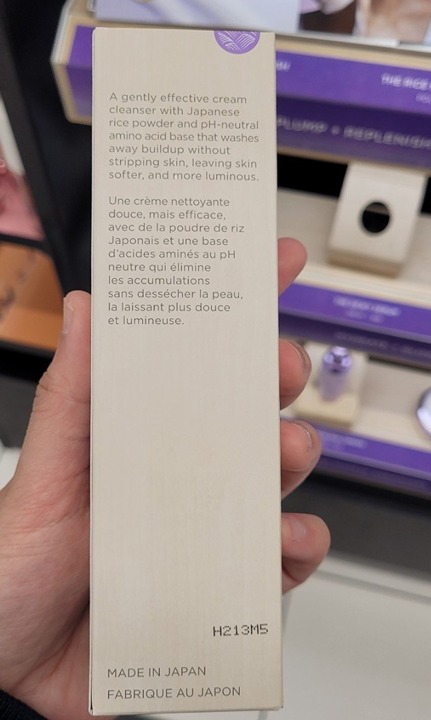 A gently effective cream
cleanser with Japanese
rice powder and pH-neutral
amino acid base that washes
away buildup without
stripping skin, leaving skin
softer, and more luminous.
Une crème nettoyante
douce, mais efficace,
avec de la poudre de riz
Japonais et une base
d'acides aminés au pH
neutre qui élimine
les accumulations
sans dessécher la peau,
la laissant plus douce
et lumineuse.
H213M5
MADE IN JAPAN
FABRIQUE AU JAPON
THE RICE
PLUMP + REPLENISH